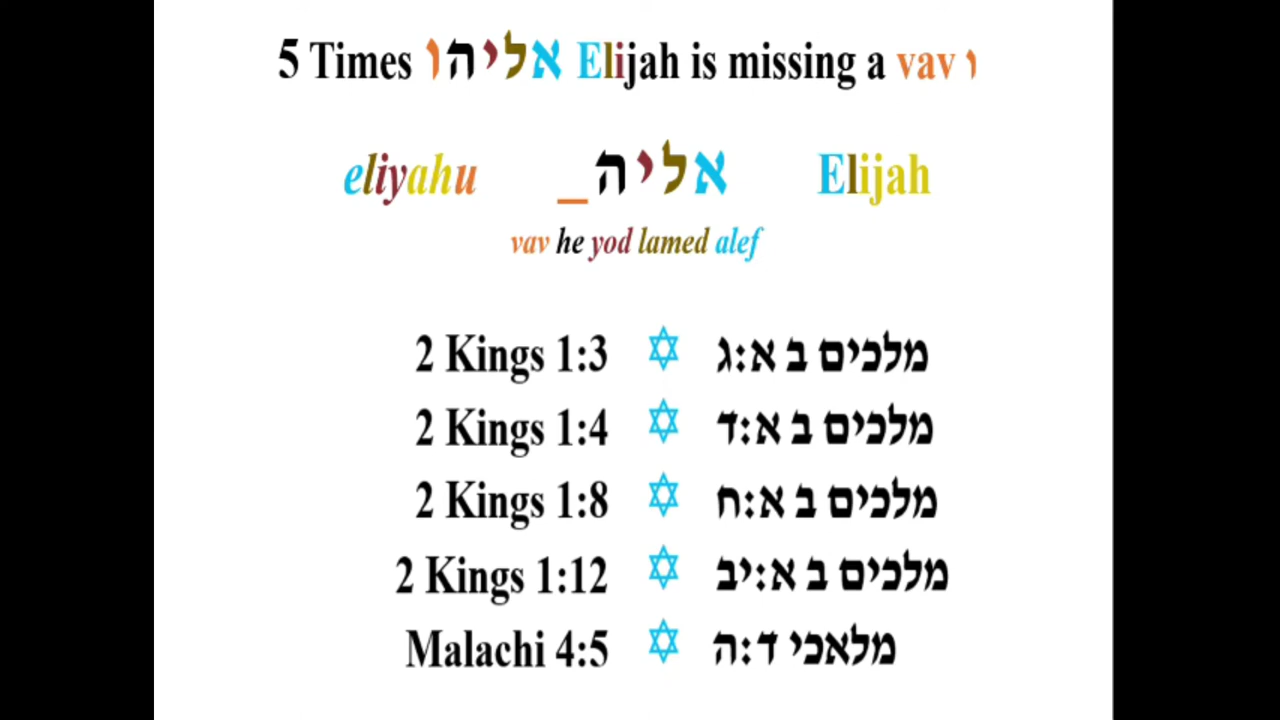 5 Times אליהו Elijah is missing a vav ו
eliyahu _אליה Elijah
vav he yod lamed alef
2 Kings 1:3 ✡ מלכים ב א:ג
2 Kings 1:4 ✡ מלכים ב א:ד
2 Kings 1:8 ✡ מלכים ב א:ח
2 Kings 1:12 ✡ מלכים ב א:יב
Malachi 4:5 ✡ מלאכי ד:ה